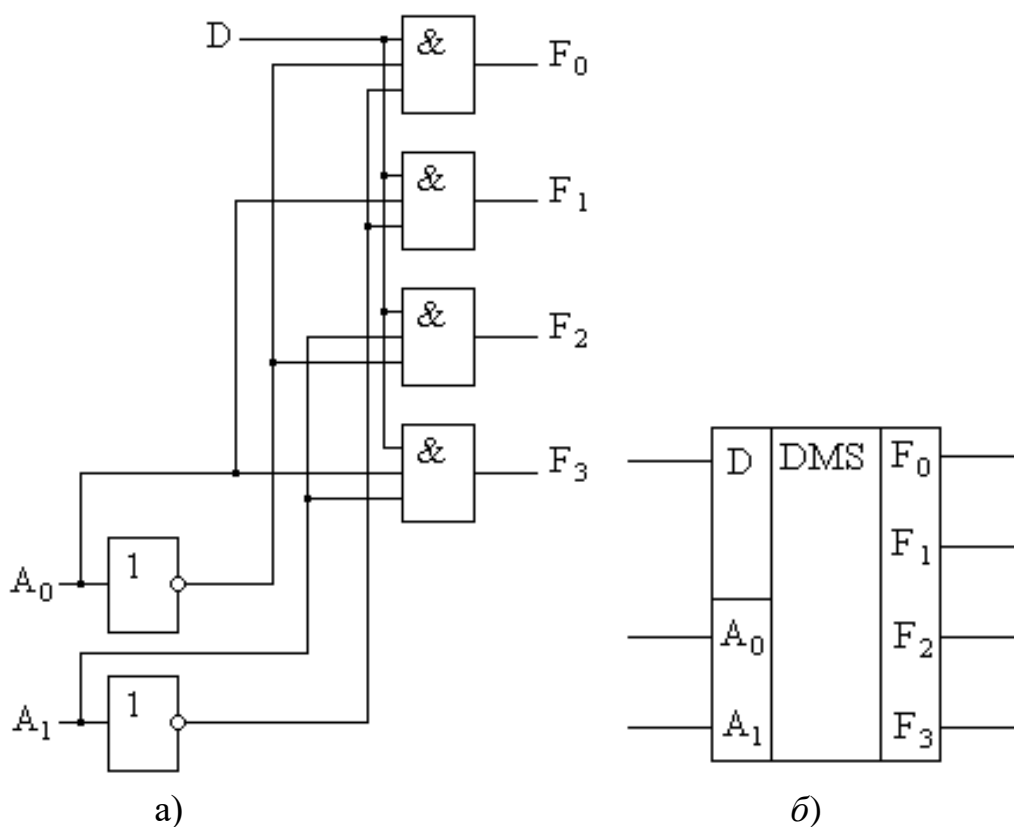 D
&
F₀
&
F₁
&
F₂
&
F₃
A₀
1
A₁
1
D DMS F₀
F₁
A₀ F₂
A₁ F₃
а)
б)